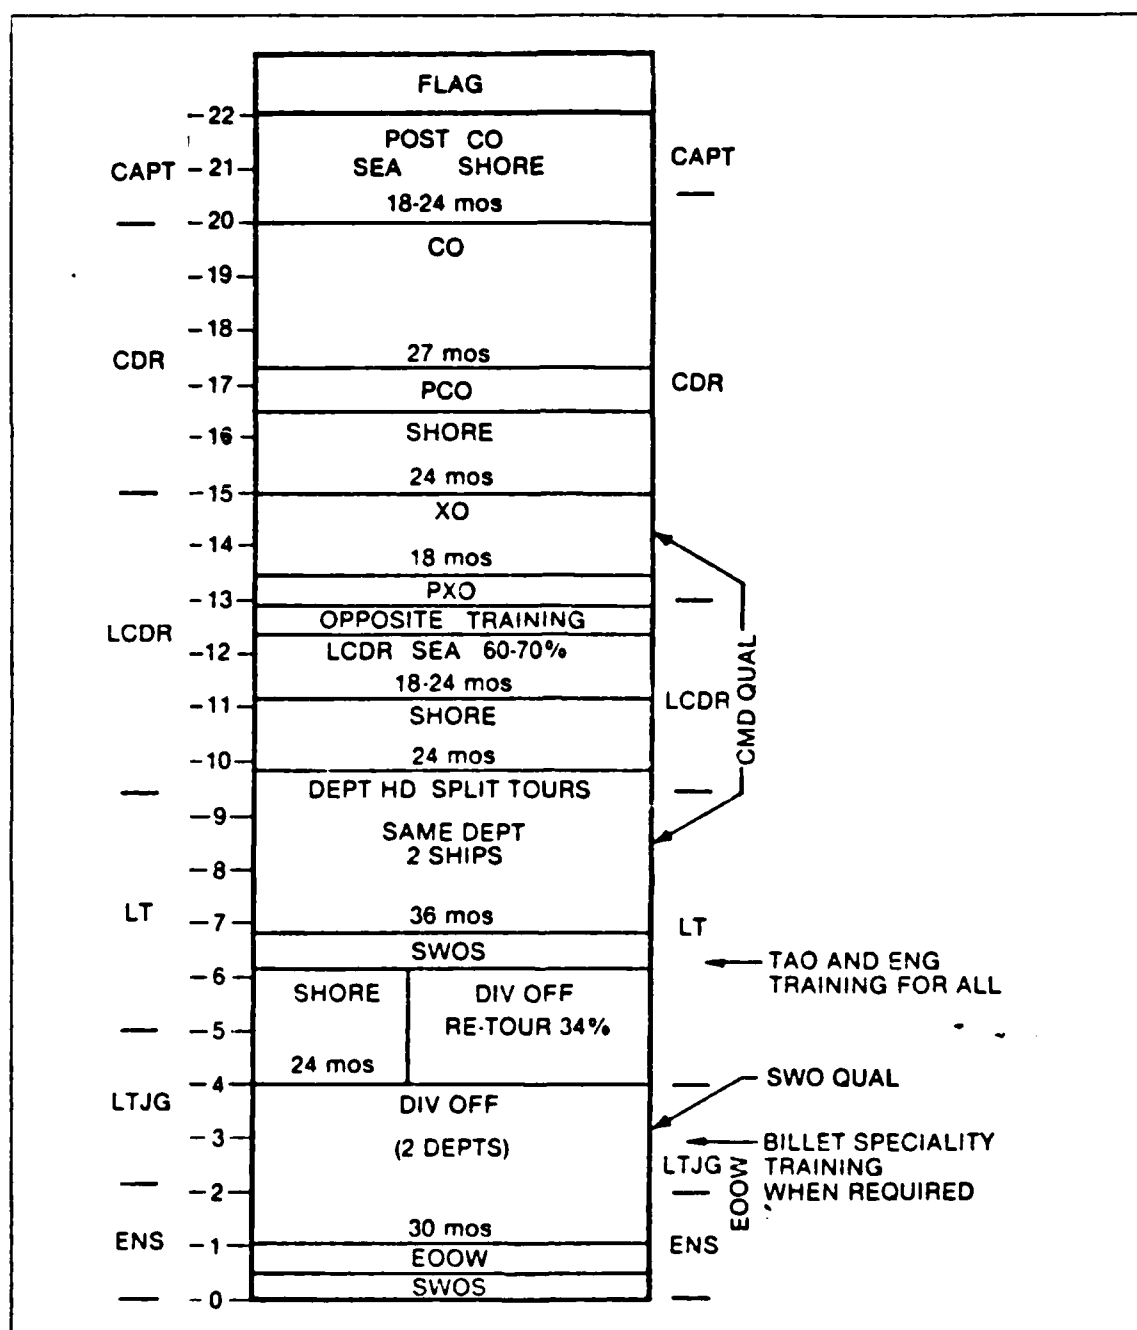 FLAG
-22-
POST CO
SEA SHORE
CAPT -21-
CAPT
18-24 mos
-20-
CO
-19-
-18-
27 mos
CDR
CDR
-17-
PCO
SHORE
-16-
24 mos
-15-
XO
-14-
18 mos
PXO
-13-
OPPOSITE TRAINING
LCDR
LCDR SEA 60-70%
-12-
18-24 mos
LCDR
CMD QUAL
-11-
SHORE
24 mos
-10-
DEPT HD SPLIT TOURS
-9-
SAME DEPT
2 SHIPS
-8-
LT
36 mos
-7-
LT
SWOS
TAO AND ENG
TRAINING FOR ALL
-6-
SHORE
DIV OFF
RE-TOUR 34%
-5-
24 mos
-4-
SWO QUAL
LTJG
DIV OFF
-3-
(2 DEPTS)
BILLET SPECIALITY
LTJG
TRAINING
EOOW
WHEN REQUIRED
-2-
30 mos
ENS
ENS
-1-
EOOW
SWOS
-0-